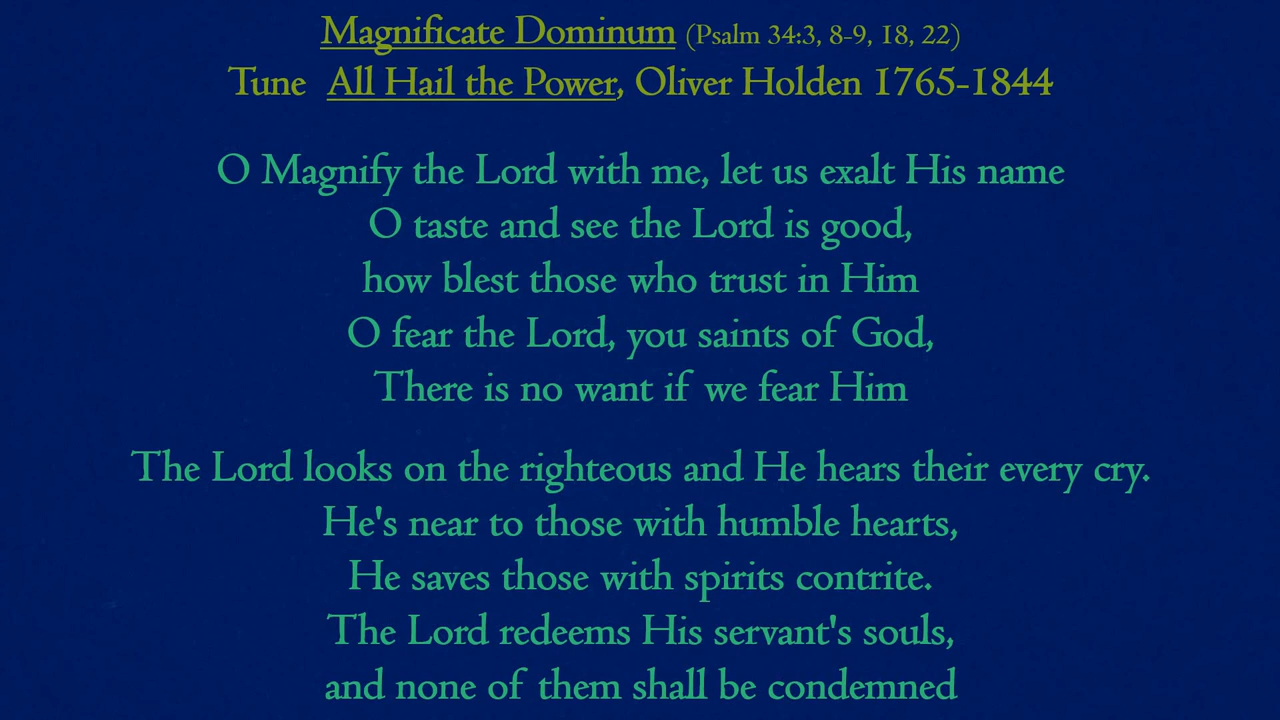 Magnificate Dominum (Psalm 34:3, 8-9, 18, 22)
Tune All Hail the Power, Oliver Holden 1765-1844
O Magnify the Lord with me, let us exalt His name
O taste and see the Lord is good,
how blest those who trust in Him
O fear the Lord, you saints of God,
There is no want if we fear Him
The Lord looks on the righteous and He hears their every cry.
He's near to those with humble hearts,
He saves those with spirits contrite.
The Lord redeems His servant's souls,
and none of them shall be condemned